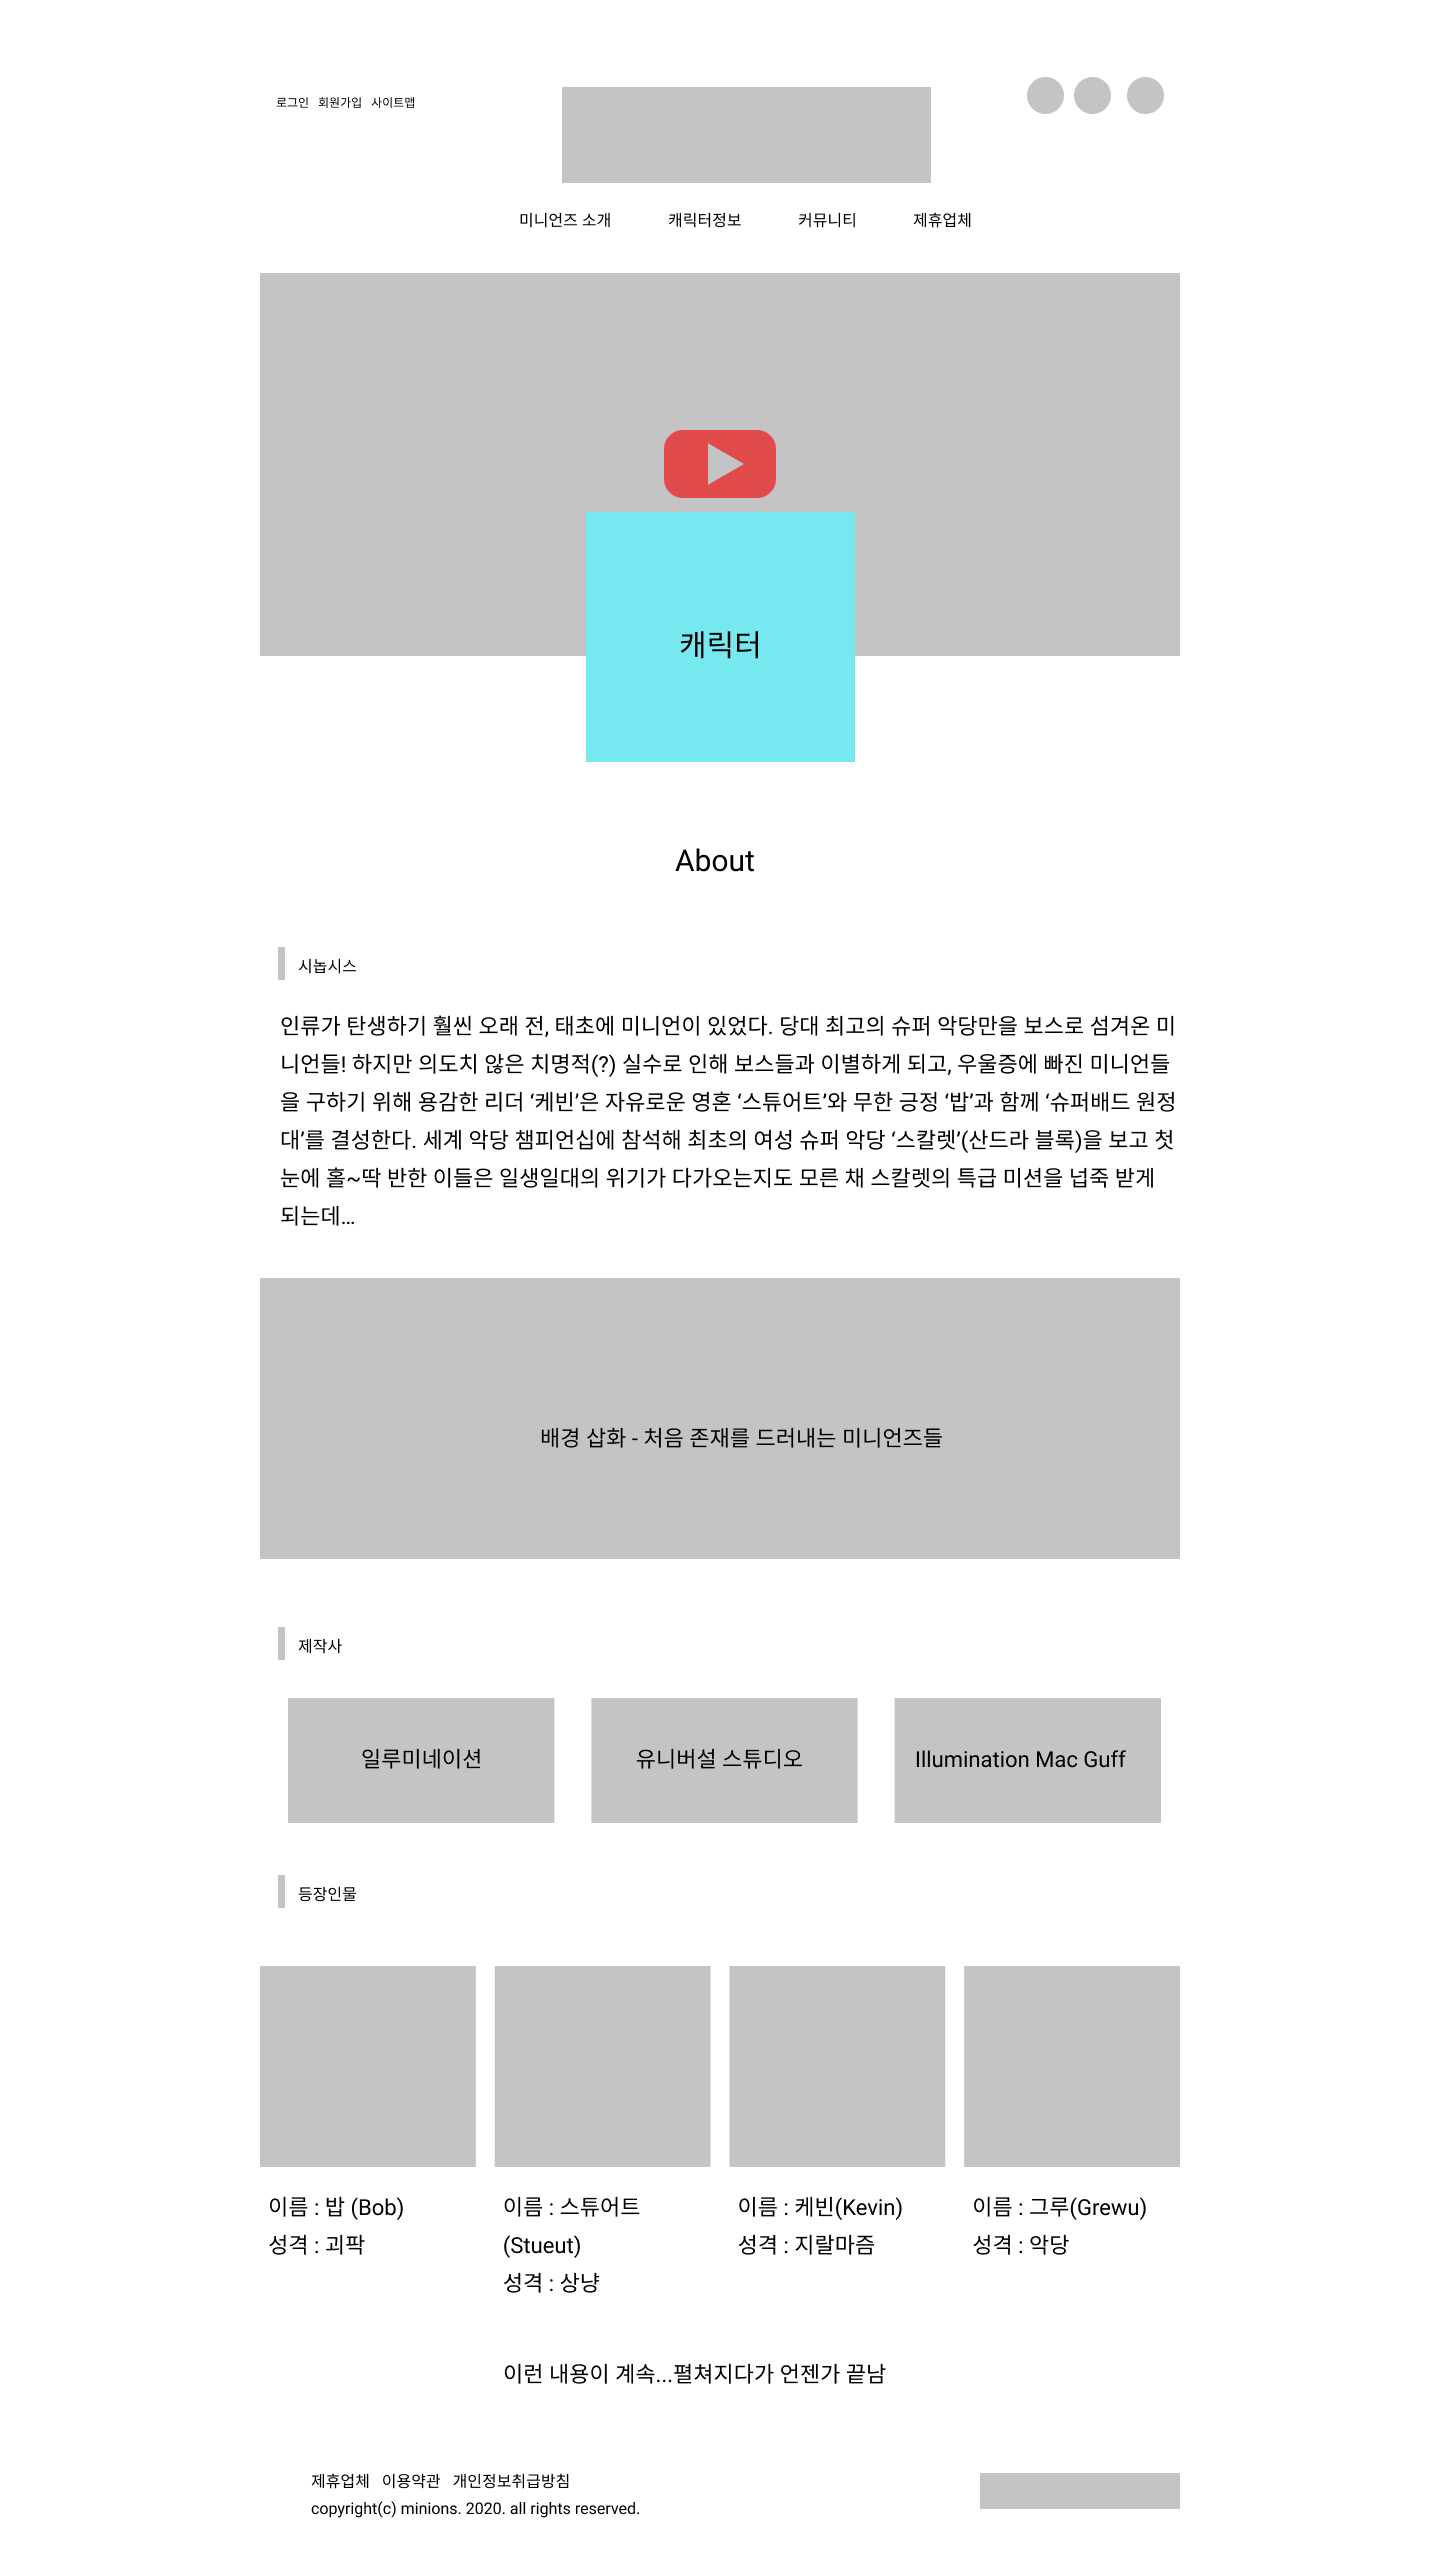 로그인 회원가입 사이트맵
미니언즈 소개 캐릭터정보 커뮤니티 제휴업체
캐릭터
About
시놉시스
인류가 탄생하기 훨씬 오래 전, 태초에 미니언이 있었다. 당대 최고의 슈퍼 악당만을 보스로 섬겨온 미
니언들! 하지만 의도치 않은 치명적(?) 실수로 인해 보스들과 이별하게 되고, 우울증에 빠진 미니언들
을 구하기 위해 용감한 리더 ‘케빈’은 자유로운 영혼 ‘스튜어트’와 무한 긍정 ‘밥’과 함께 ‘슈퍼배드 원정
대’를 결성한다. 세계 악당 챔피언십에 참석해 최초의 여성 슈퍼 악당 ‘스칼렛’(산드라 블록)을 보고 첫
눈에 홀~딱 반한 이들은 일생일대의 위기가 다가오는지도 모른 채 스칼렛의 특급 미션을 넙죽 받게
되는데…
배경 삽화 - 처음 존재를 드러내는 미니언즈들
제작사
일루미네이션
유니버설 스튜디오
Illumination Mac Guff
등장인물
이름 : 밥 (Bob)
성격 : 괴팍
이름 : 스튜어트
(Stueut)
성격 : 상냥
이름 : 케빈(Kevin)
성격 : 지랄마즘
이름 : 그루(Grewu)
성격 : 악당
이런 내용이 계속...펼쳐지다가 언젠가 끝남
제휴업체 이용약관 개인정보취급방침
copyright(c) minions. 2020. all rights reserved.